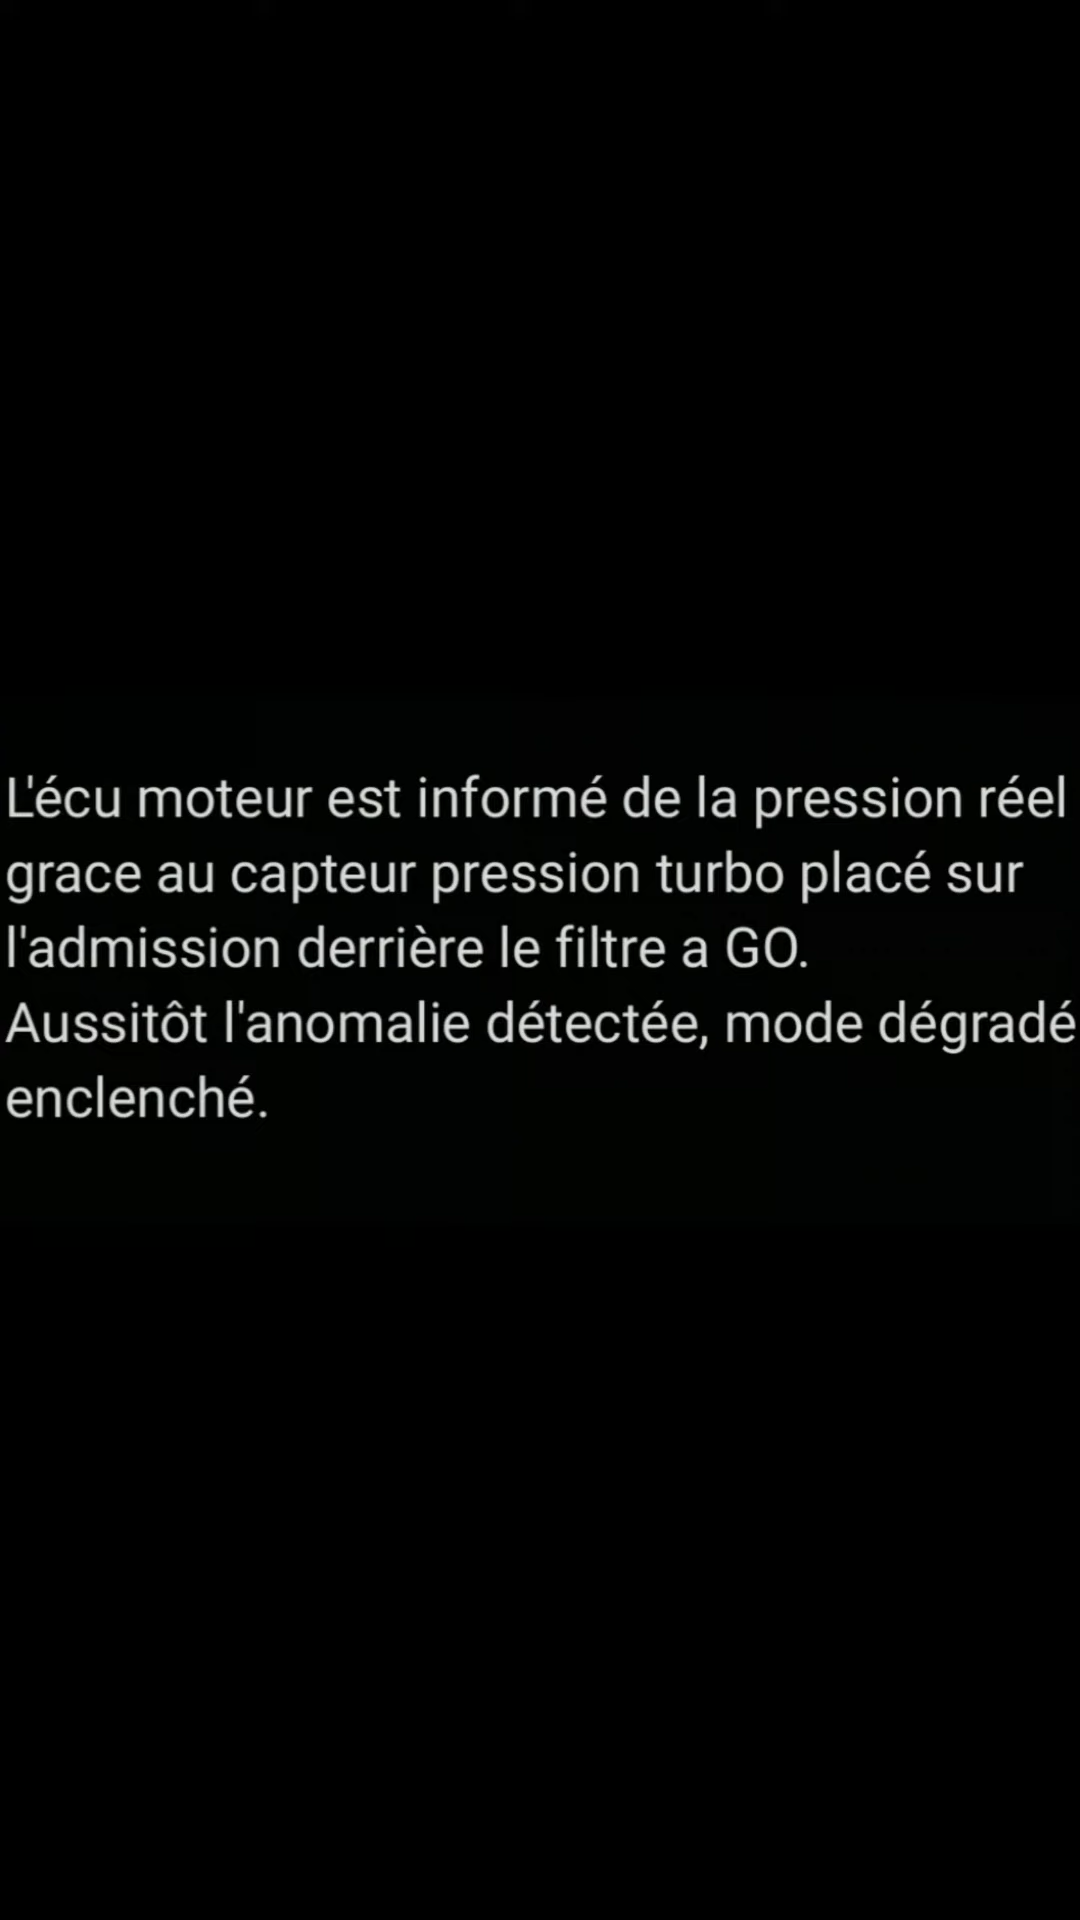 L'écu moteur est informé de la pression réel
grace au capteur pression turbo placé sur
l'admission derrière le filtre a GO.
Aussitôt l'anomalie détectée, mode dégradé
enclenché.